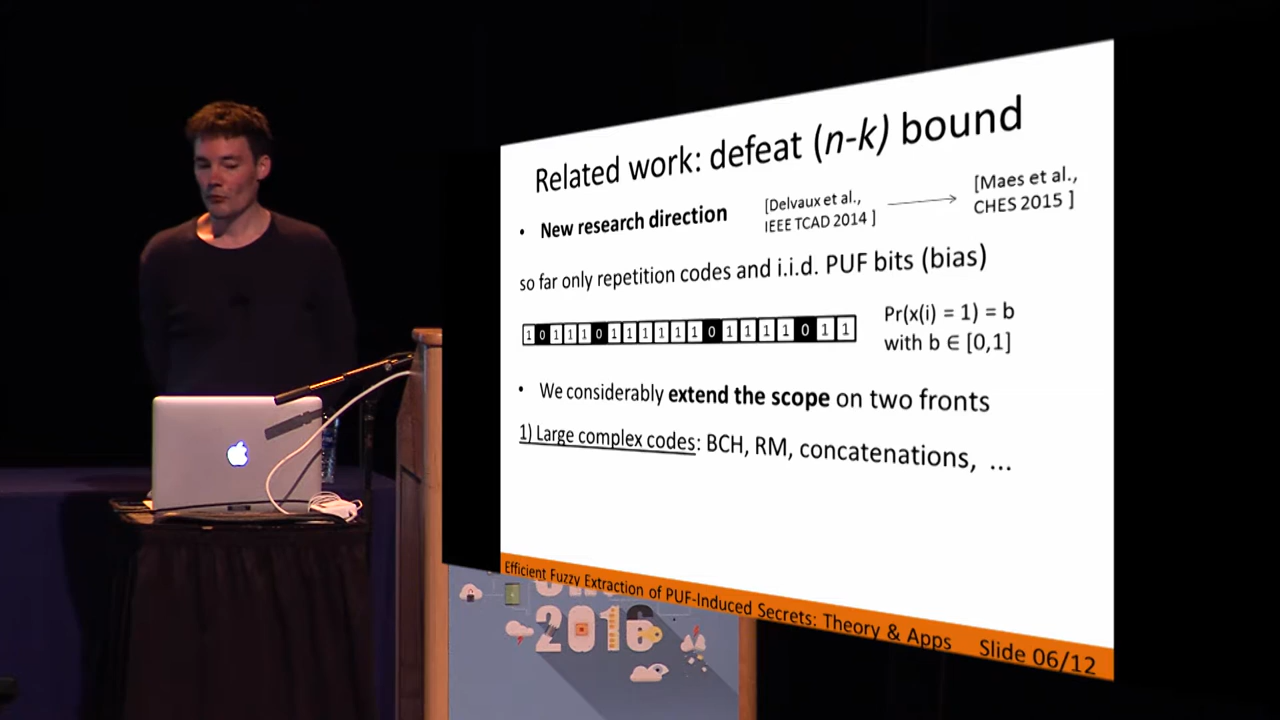 Related work: defeat (n-k) bound
• New research direction
[Delvaux et al.,
IEEE TCAD 2014 ]
[Maes et al.,
CHES 2015 ]
so far only repetition codes and i.i.d. PUF bits (bias)
1 0 1 1 1 0 1 1 1 1 1 1 0 1 1 1 1 0 1 1
Pr(x(i) = 1) = b
with b ∈ [0,1]
• We considerably extend the scope on two fronts
1) Large complex codes: BCH, RM, concatenations, ...
Efficient Fuzzy Extraction of PUF-Induced Secrets: Theory & Apps Slide 06/12
2016